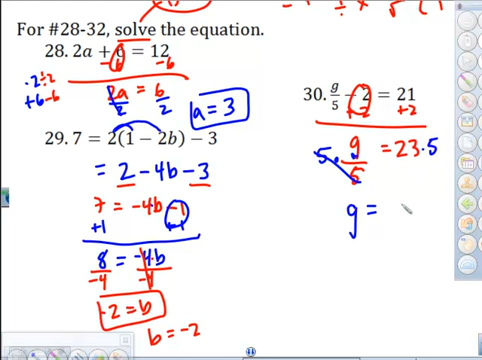 For #28-32, solve the equation.
28. 2a + 6 = 12
-6 -6
·2 ÷2
+6 -6
2a = 6
2 2
a = 3
29. 7 = 2(1 − 2b) − 3
= 2 - 4b - 3
7 = -4b - 1
+1 +1
8 = -4b
-4 -4
-2 = b
b = -2
30. g/5 − 2 = 21
+2 +2
5 · g/5 = 23 · 5
g =
11